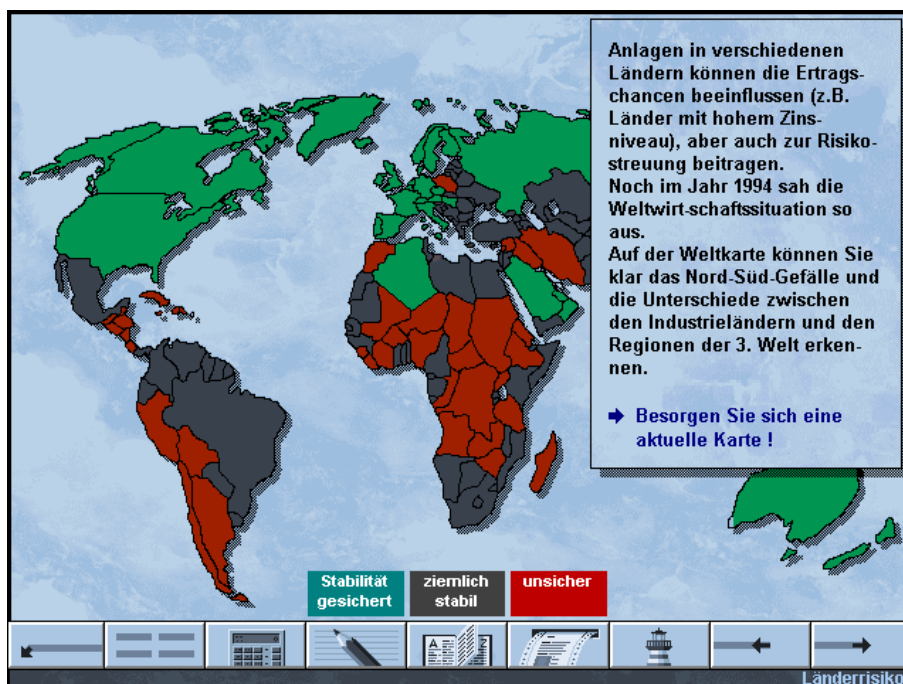 Anlagen in verschiedenen
Ländern können die Ertrags-
chancen beeinflussen (z.B.
Länder mit hohem Zins-
niveau), aber auch zur Risiko-
streuung beitragen.
Noch im Jahr 1994 sah die
Weltwirt-schaftssituation so
aus.
Auf der Weltkarte können Sie
klar das Nord-Süd-Gefälle und
die Unterschiede zwischen
den Industrieländern und den
Regionen der 3. Welt erken-
nen.
➔ Besorgen Sie sich eine
aktuelle Karte !
Stabilität
gesichert
ziemlich
stabil
unsicher
A Z
Länderrisiko